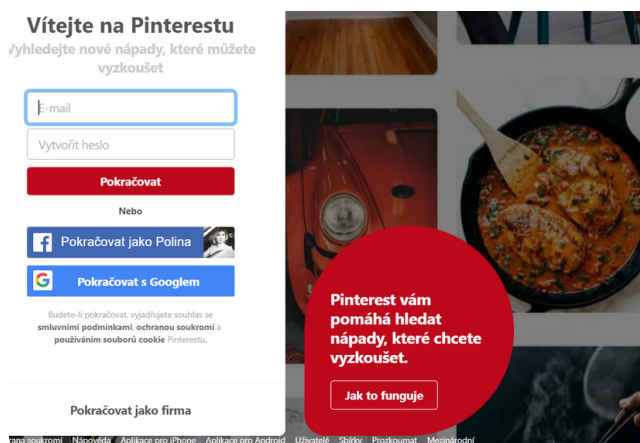 Vítejte na Pinterestu
Vyhledejte nové nápady, které můžete
vyzkoušet
E-mail
Vytvořit heslo
Pokračovat
Nebo
Pokračovat jako Polina
Pokračovat s Googlem
Budete-li pokračovat, vyjadřujete souhlas se
smluvními podmínkami, ochranou soukromí a
používáním souborů cookie Pinterestu.
Pokračovat jako firma
Pinterest vám
pomáhá hledat
nápady, které chcete
vyzkoušet.
Jak to funguje
rana soukromí Nápověda Aplikace pro iPhone Aplikace pro Android Uživatelé Sbírky Prozkoumat Mezinárodní